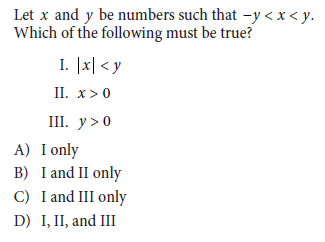 Let x and y be numbers such that −y < x < y.
Which of the following must be true?
I. |x| < y
II. x > 0
III. y > 0
A) I only
B) I and II only
C) I and III only
D) I, II, and III